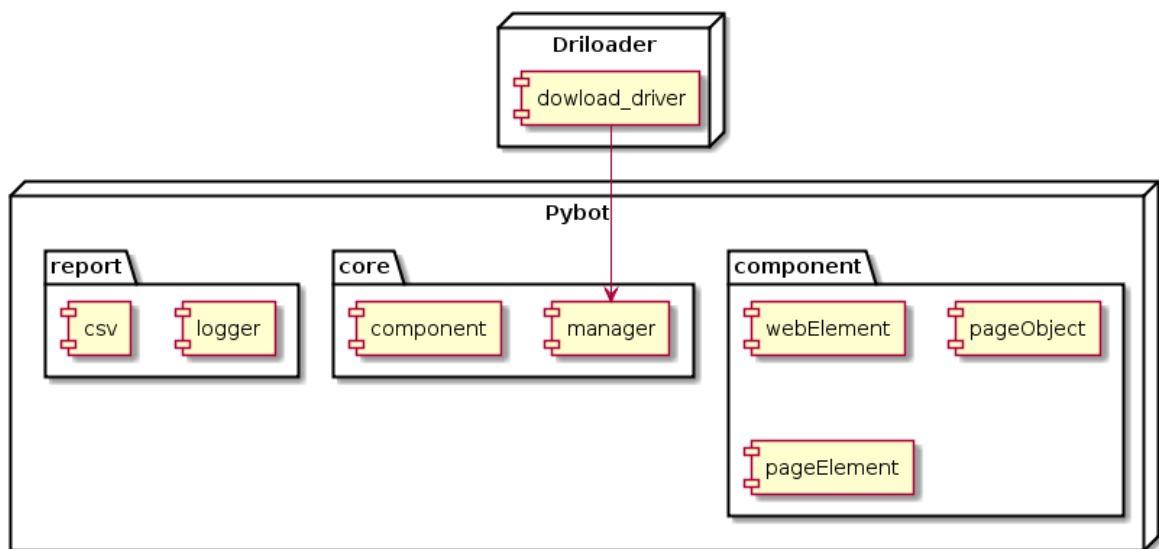 Driloader
dowload_driver
Pybot
report
csv
logger
core
component
manager
component
webElement
pageObject
pageElement